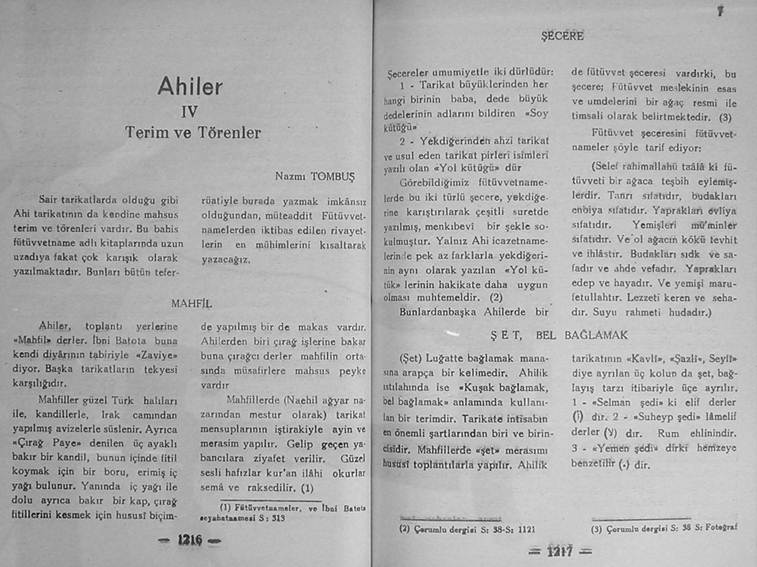 Ahiler
IV
Terim ve Törenler
Nazmı TOMBUŞ
Sair tarikatlarda olduğu gibi
Ahi tarikatının da kendine mahsus
terim ve törenleri vardır. Bu bahis
fütüvvetname adlı kitaplarında uzun
uzadıya fakat çok karışık olarak
yazılmaktadır. Bunları bütün tefer-
rüatiyle burada yazmak imkânsız
olduğundan, müteaddit Fütüvvet-
namelerden iktibas edilen rivayet-
lerin en mühimlerini kısaltarak
yazacağız.
MAHFİL
Ahiler, toplantı yerlerine
«Mahfil» derler. İbni Batota buna
kendi diyârının tabiriyle «Zaviye»
diyor. Başka tarikatların tekyesi
karşılığıdır.
Mahfiller güzel Türk halıları
ile, kandillerle, Irak camından
yapılmış avizelerle süslenir. Ayrıca
«Çırağ Paye» denilen üç ayaklı
bakır bir kandil, bunun içinde fitil
koymak için bir boru, erimiş iç
yağı bulunur. Yanında iç yağı ile
dolu ayrıca bakır bir kap, çırağ
fitillerini kesmek için hususî biçim-
de yapılmış bir de makas vardır.
Ahilerden biri çırağ işlerine bakar
buna çırağcı derler mahfilin orta-
sında müsafirlere mahsus peyke
vardır
Mahfillerde (Naehil ağyar na-
zarından mestur olarak) tarikat
mensuplarının iştirakiyle ayin ve
merasim yapılır. Gelip geçen ya-
bancılara ziyafet verilir. Güzel
sesli hafızlar kur'an ilâhi okurlar
semâ ve raksedilir. (1)
(1) Fütüvvetnameler, ve İbni Batota
seyahatnamesi S: 313
— 1216 —
7
ŞECERE
Şecereler umumiyetle iki dürlüdür:
1 - Tarikat büyüklerinden her
hangi birinin baba, dede büyük
dedelerinin adlarını bildiren «Soy
kütüğü»
2 - Yekdiğerinden ahzi tarikat
ve usul eden tarikat pirleri isimleri
yazılı olan «Yol kütüğü» dür
Görebildiğimiz fütüvvetname-
lerde bu iki türlü şecere, yekdiğe-
rine karıştırılarak çeşitli suretde
yazılmış, menkıbevî bir şekle so-
kulmuştur. Yalnız Ahi icazetname-
lerinde pek az farklarla yekdiğeri-
nin aynı olarak yazılan «Yol kü-
tük» lerinin hakikate daha uygun
olması muhtemeldir. (2)
Bunlardanbaşka Ahilerde bir
de fütüvvet şeceresi vardırki, bu
şecere; Fütüvvet meslekinin esas
ve umdelerini bir ağaç resmi ile
timsali olarak belirtmektedir. (3)
Fütüvvet şeceresini fütüvvet-
nameler şöyle tarif ediyor:
(Selef rahimallahü taâlâ ki fü-
tüvveti bir ağaca teşbih eylemiş-
lerdir. Tanrı sıfatıdır, budakları
enbiya sıfatıdır. Yaprakları evliya
sıfatıdır. Yemişleri mü'minler
sıfatıdır. Ve ol ağacın kökü tevhit
ve ihlâstır. Budakları sıdk ve sa-
fadır ve ahde vefadır. Yaprakları
edep ve hayadır. Ve yemişi maru-
fetullahtır. Lezzeti keren ve seha-
dır. Suyu rahmeti hudadır.)
ŞET, BEL BAĞLAMAK
(Şet) Luğatte bağlamak mana-
sına arapça bir kelimedir. Ahilik
ıstılahında ise «Kuşak bağlamak,
bel bağlamak» anlamında kullanı-
lan bir terimdir. Tarikate intisabın
en önemli şartlarından biri ve birin-
cisidir. Mahfillerde «şet» merasımı
hususî toplantılarla yapılır. Ahilik
tarikatının «Kavli», «Şazli», Seyfi»
diye ayrılan üç kolun da şet, bağ-
layış tarzı itibariyle üçe ayrılır.
1 - «Selman şedi» ki elif derler
(ا) dır. 2 - «Suheyp şedi» lâmelif
derler (لا) dır. Rum ehlinindir.
3 - «Yemen şedi» dirki hemzeye
benzetilir (ء) dir.
(2) Çorumlu dergisi S: 38-S: 1121
(3) Çorumlu dergisi S: 38 S: Fotoğraf
— 1217 —